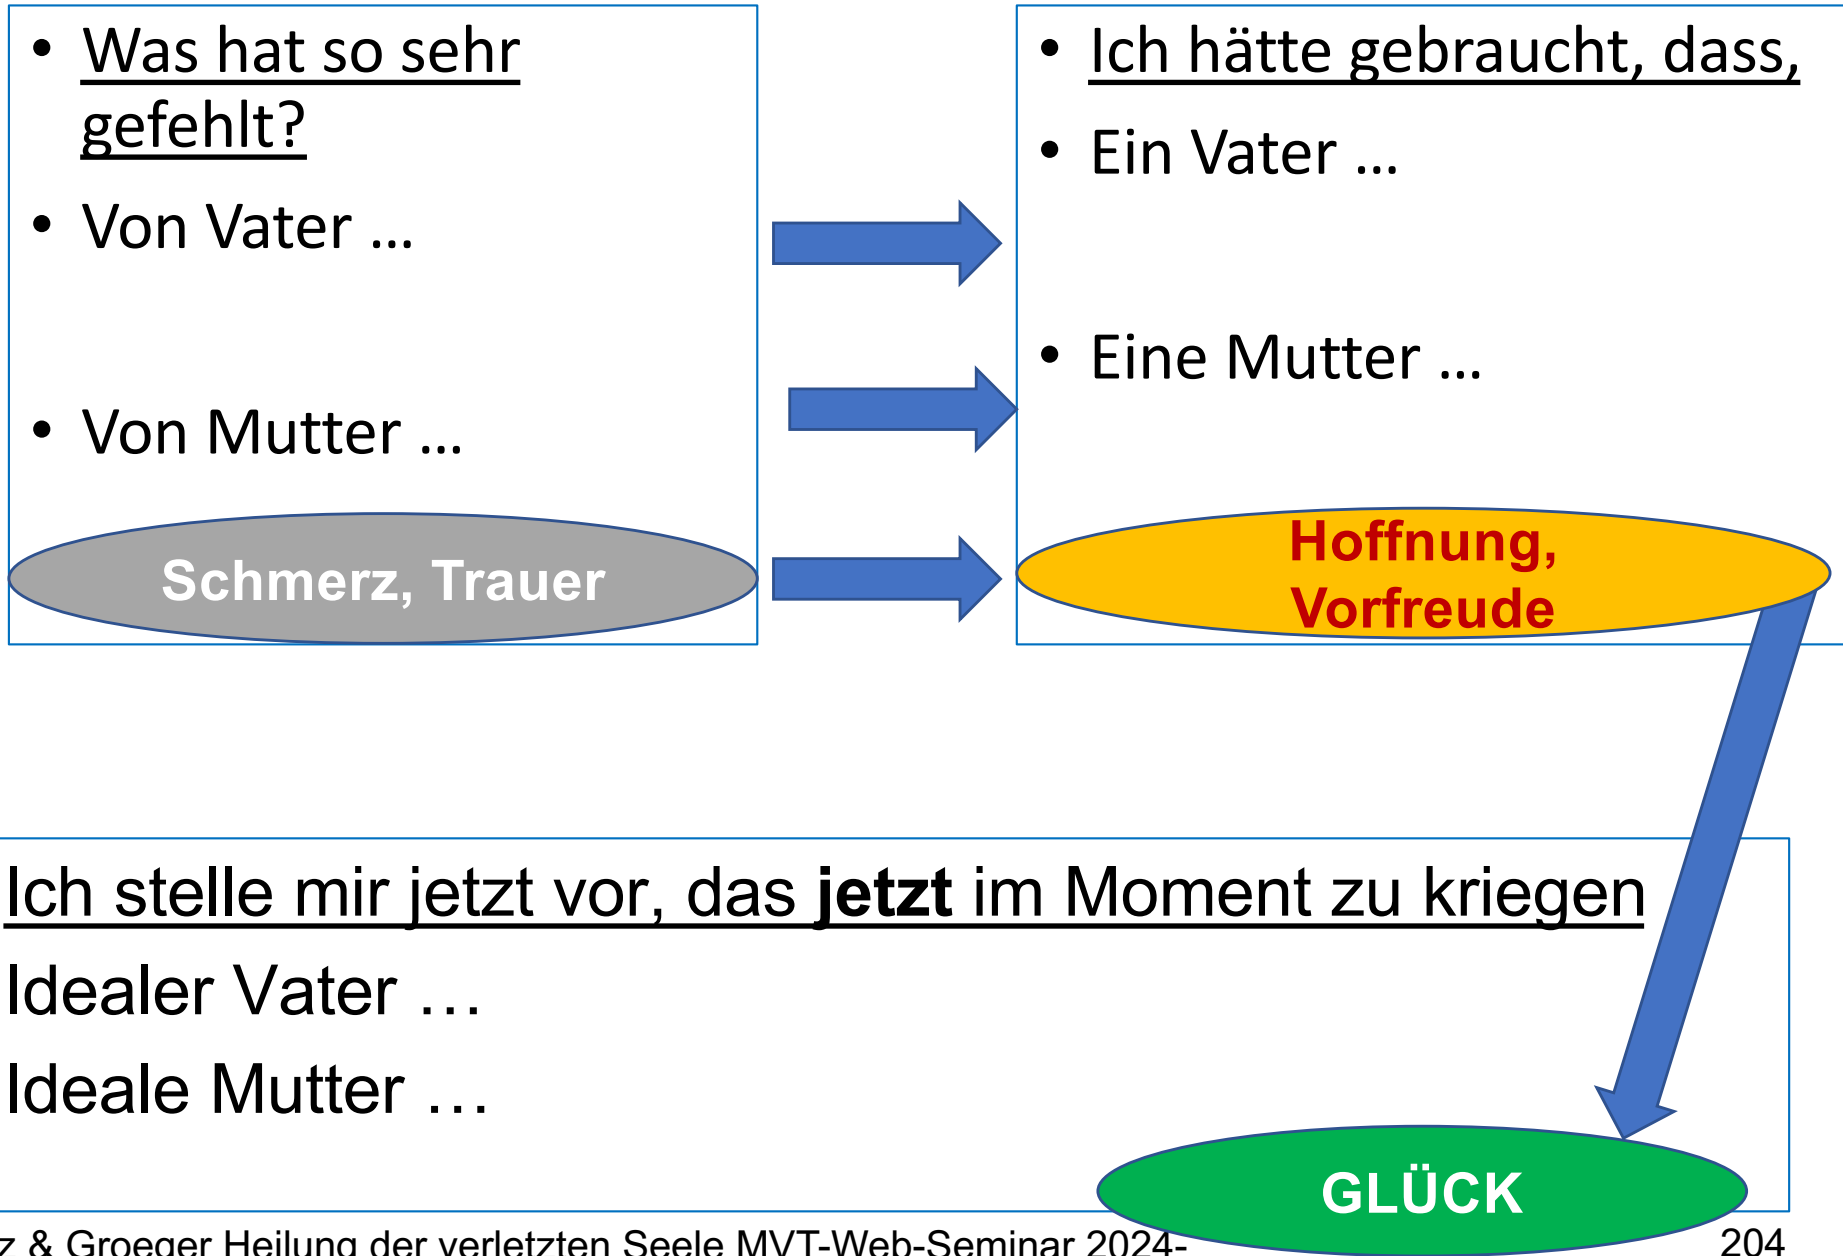 • Was hat so sehr
gefehlt?
• Von Vater …
• Von Mutter …
Schmerz, Trauer
• Ich hätte gebraucht, dass,
• Ein Vater …
• Eine Mutter …
Hoffnung,
Vorfreude
Ich stelle mir jetzt vor, das jetzt im Moment zu kriegen
Idealer Vater …
Ideale Mutter …
GLÜCK
z & Groeger Heilung der verletzten Seele MVT-Web-Seminar 2024-
204